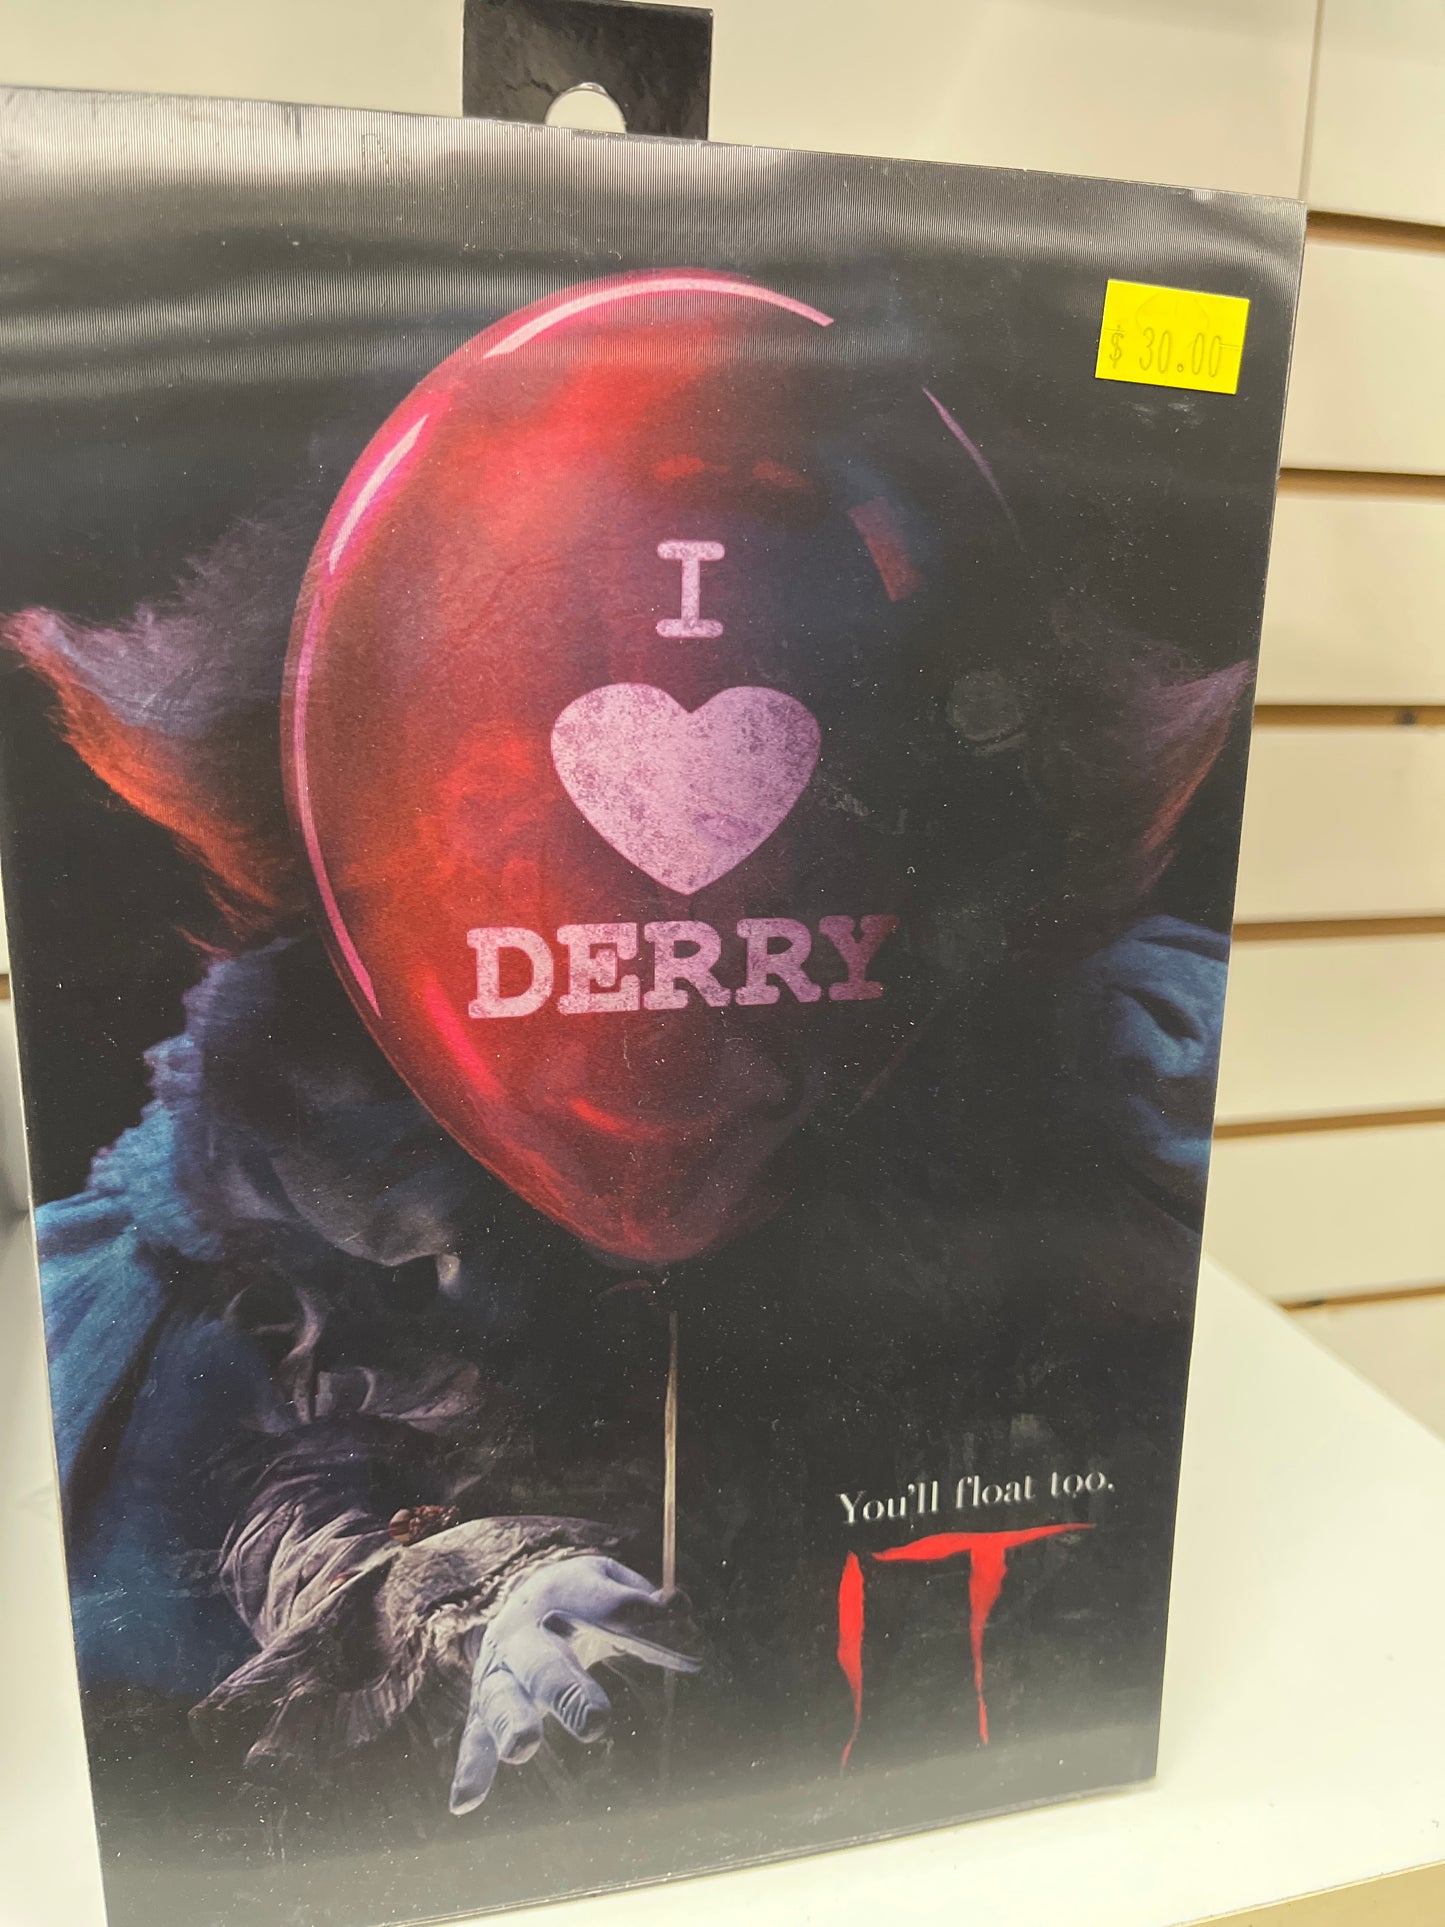 $ 30.00
I
DERRY
You'll float too.
IT